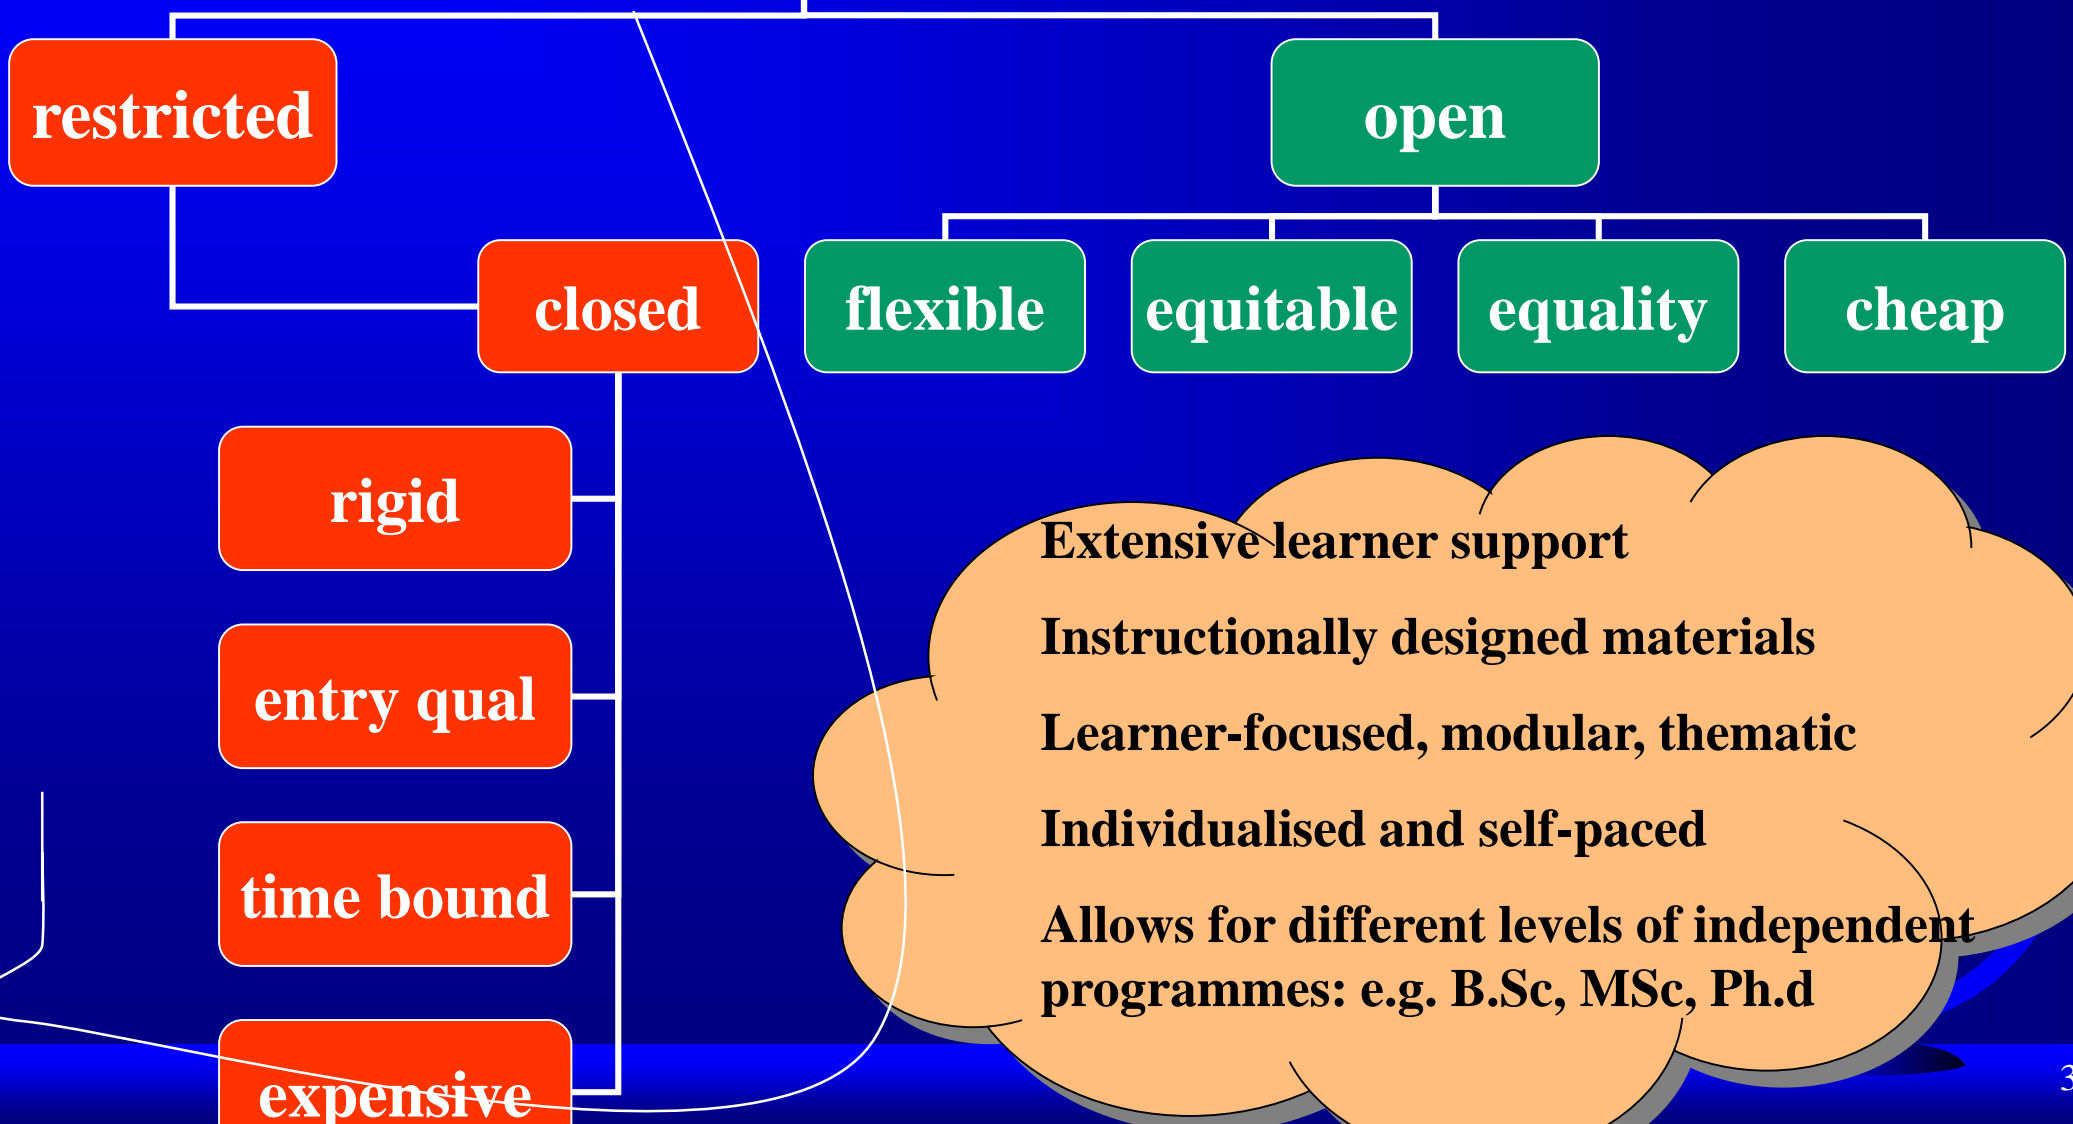 restricted
open
closed
flexible
equitable
equality
cheap
rigid
entry qual
time bound
expensive
Extensive learner support
Instructionally designed materials
Learner-focused, modular, thematic
Individualised and self-paced
Allows for different levels of independent
programmes: e.g. B.Sc, MSc, Ph.d
3